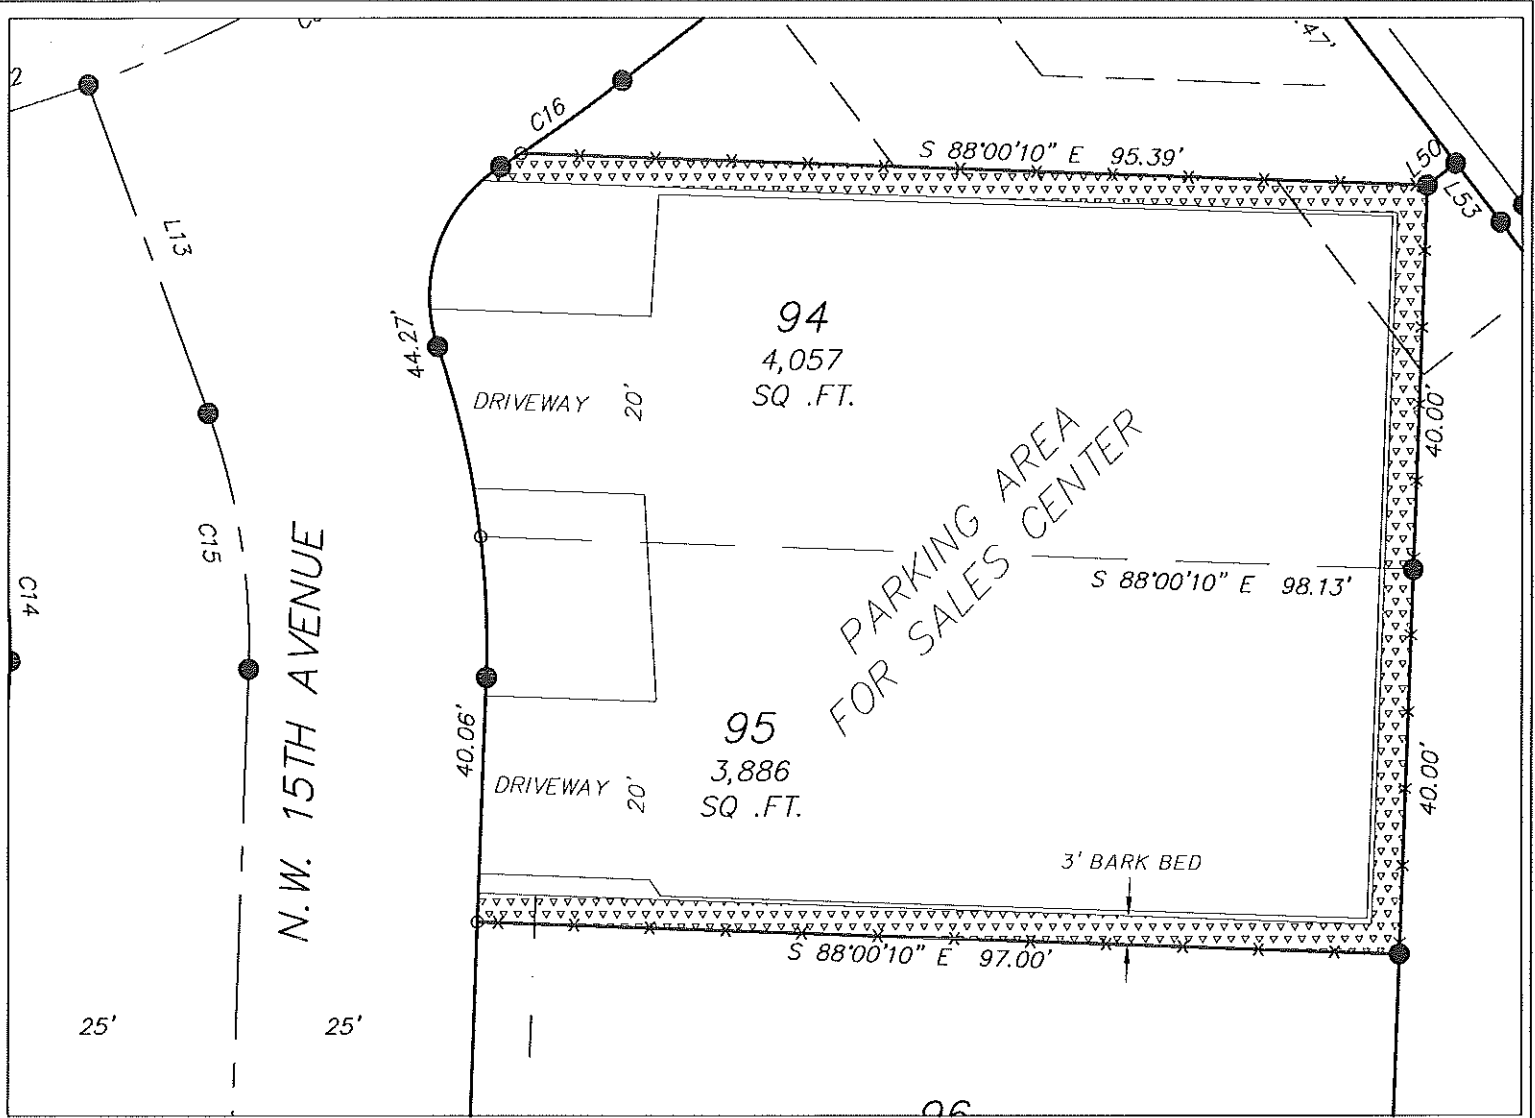 C16
S 88°00'10" E 95.39'
.47'
L50
L53
L13
44.27'
94
4,057
SQ .FT.
DRIVEWAY 20'
40.00'
PARKING AREA
FOR SALES CENTER
C15
C14
N.W. 15TH AVENUE
S 88°00'10" E 98.13'
40.06'
95
3,886
SQ .FT.
DRIVEWAY 20'
40.00'
3' BARK BED
S 88°00'10" E 97.00'
25'
25'
96